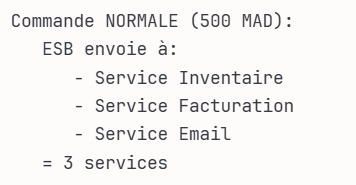 Commande NORMALE (500 MAD):
ESB envoie à:
- Service Inventaire
- Service Facturation
- Service Email
= 3 services